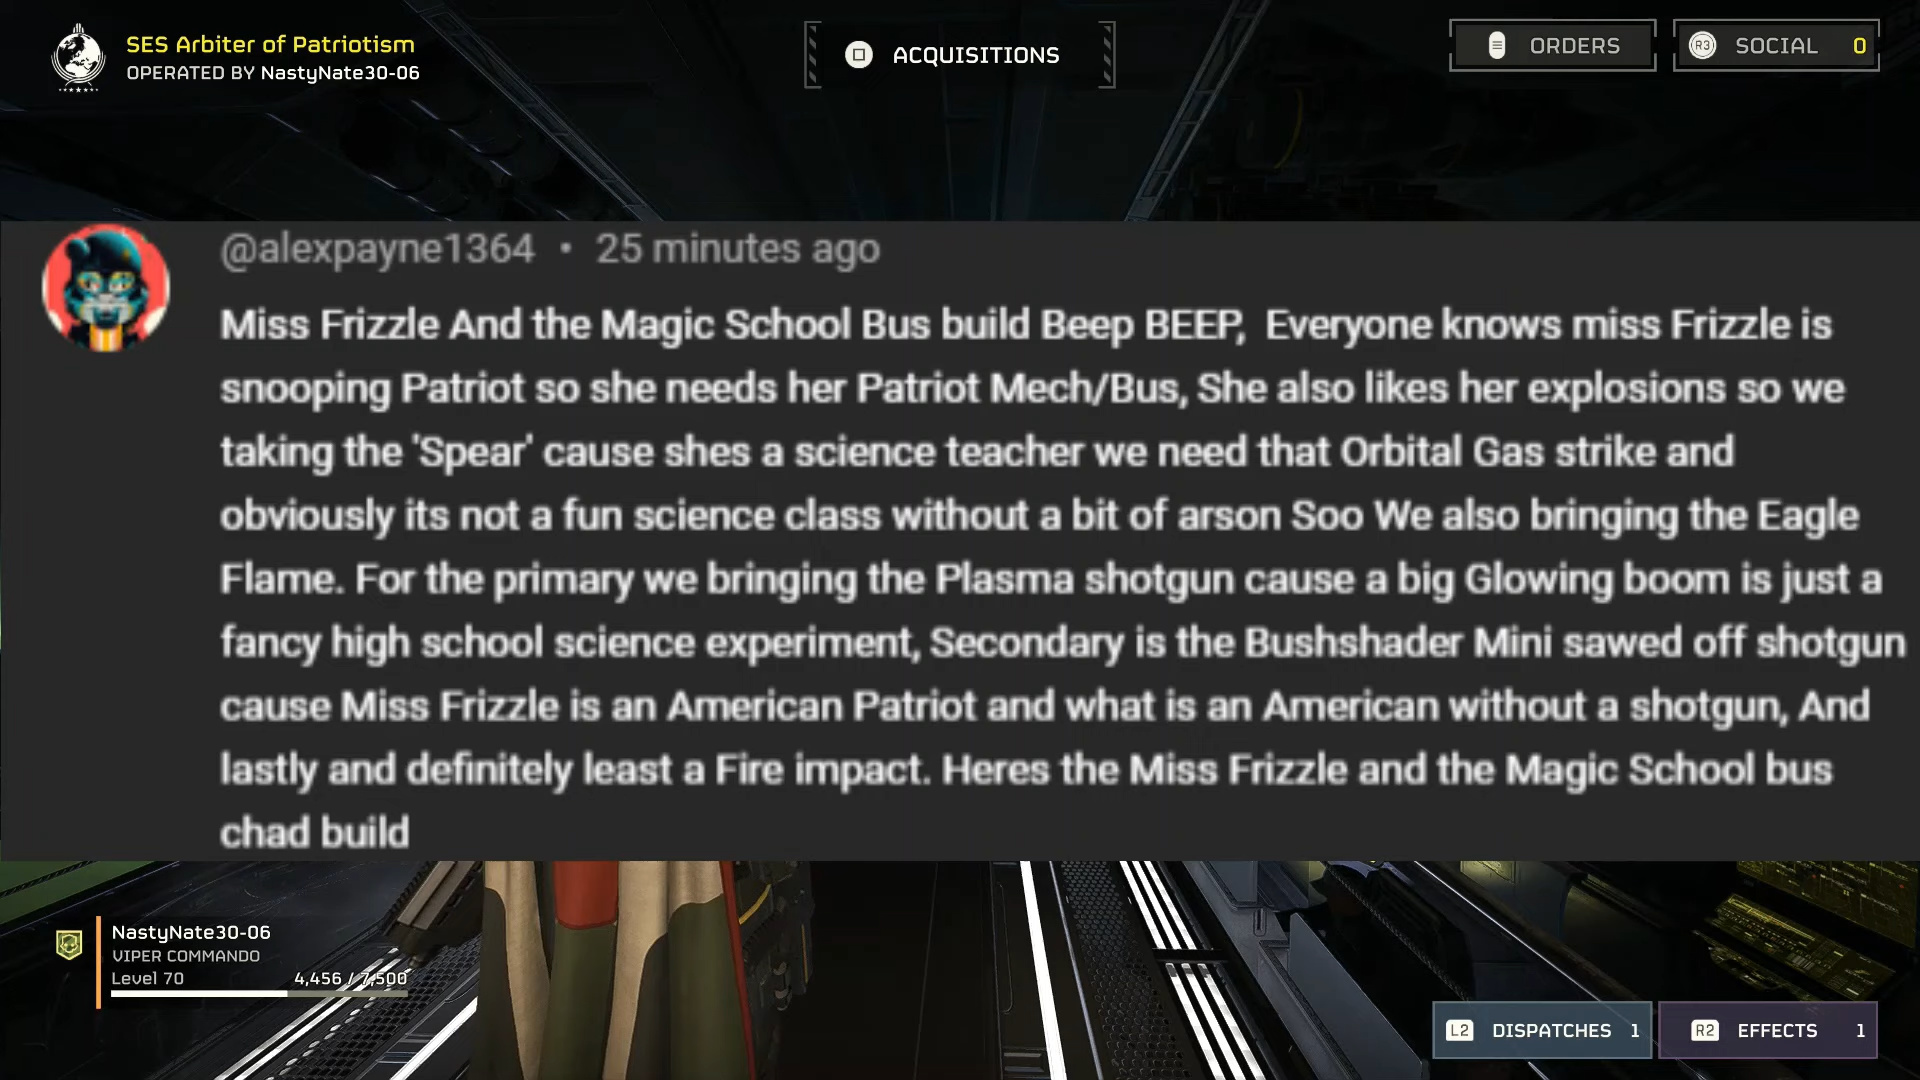 SES Arbiter of Patriotism
OPERATED BY NastyNate30-06
ACQUISITIONS
ORDERS
R3 SOCIAL 0
@alexpayne1364 • 25 minutes ago
Miss Frizzle And the Magic School Bus build Beep BEEP, Everyone knows miss Frizzle is
snooping Patriot so she needs her Patriot Mech/Bus, She also likes her explosions so we
taking the 'Spear' cause shes a science teacher we need that Orbital Gas strike and
obviously its not a fun science class without a bit of arson Soo We also bringing the Eagle
Flame. For the primary we bringing the Plasma shotgun cause a big Glowing boom is just a
fancy high school science experiment, Secondary is the Bushshader Mini sawed off shotgun
cause Miss Frizzle is an American Patriot and what is an American without a shotgun, And
lastly and definitely least a Fire impact. Heres the Miss Frizzle and the Magic School bus
chad build
NastyNate30-06
VIPER COMMANDO
Level 70 4,456 / 7,500
L2 DISPATCHES 1
R2 EFFECTS 1